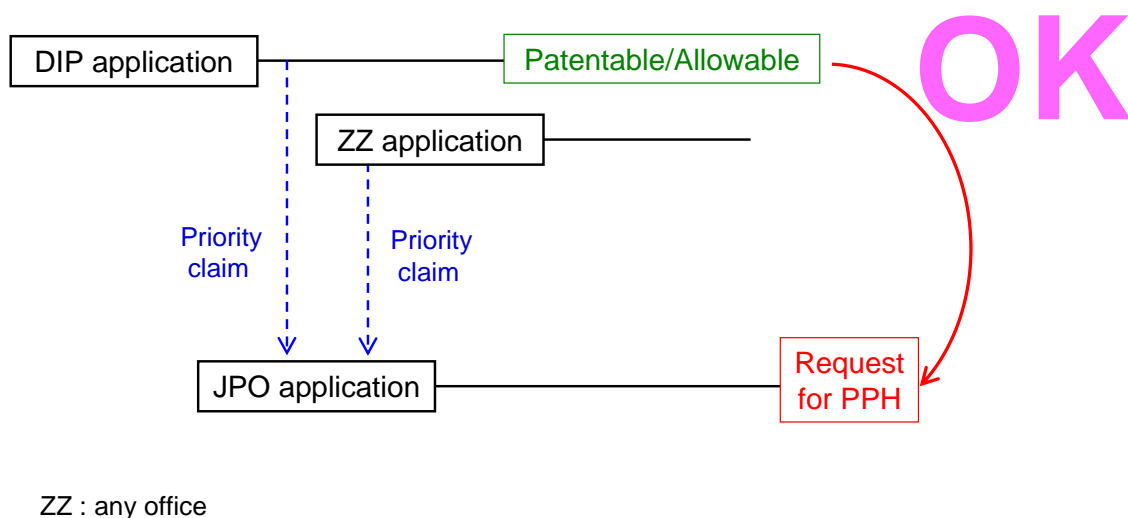 OK
DIP application
Patentable/Allowable
ZZ application
Priority
claim
Priority
claim
JPO application
Request
for PPH
ZZ : any office